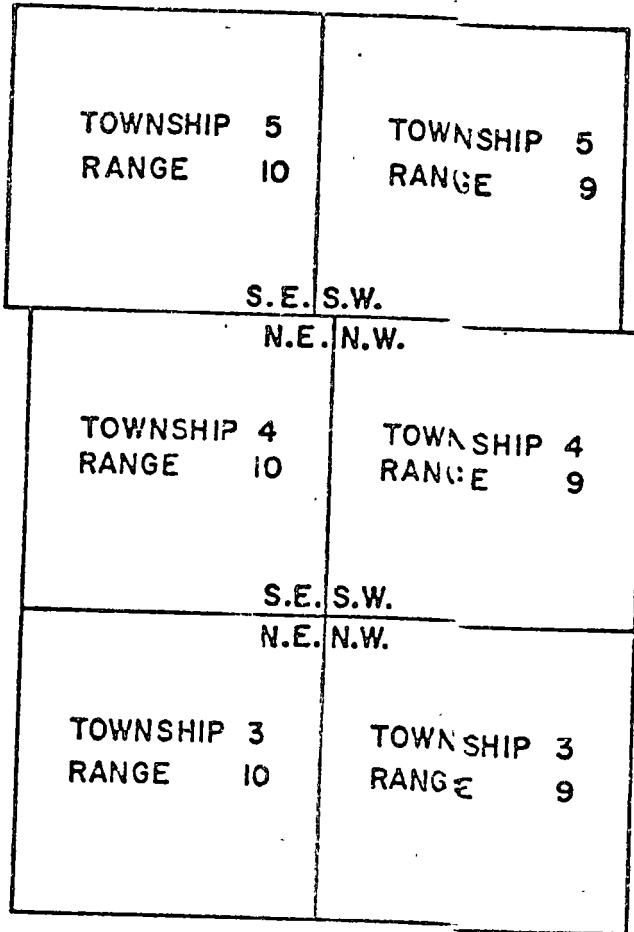 TOWNSHIP 5
RANGE 10
TOWNSHIP 5
RANGE 9
S.E. S.W.
N.E. N.W.
TOWNSHIP 4
RANGE 10
TOWNSHIP 4
RANGE 9
S.E. S.W.
N.E. N.W.
TOWNSHIP 3
RANGE 10
TOWNSHIP 3
RANGE 9